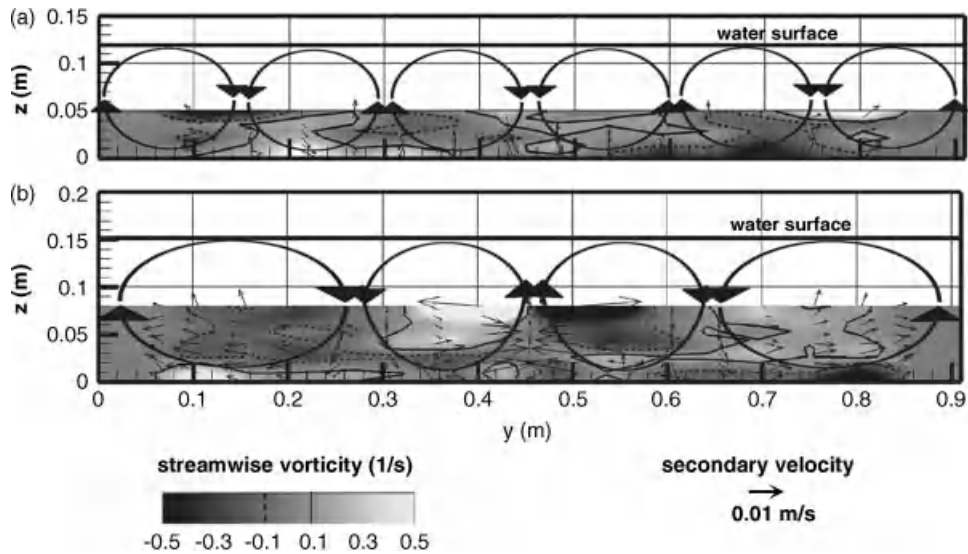 (a)
0.15
0.1
0.05
0
z (m)
water surface
(b)
0.2
0.15
0.1
0.05
0
z (m)
water surface
0 0.1 0.2 0.3 0.4 0.5 0.6 0.7 0.8 0.9
y (m)
streamwise vorticity (1/s)
-0.5 -0.3 -0.1 0.1 0.3 0.5
secondary velocity
0.01 m/s